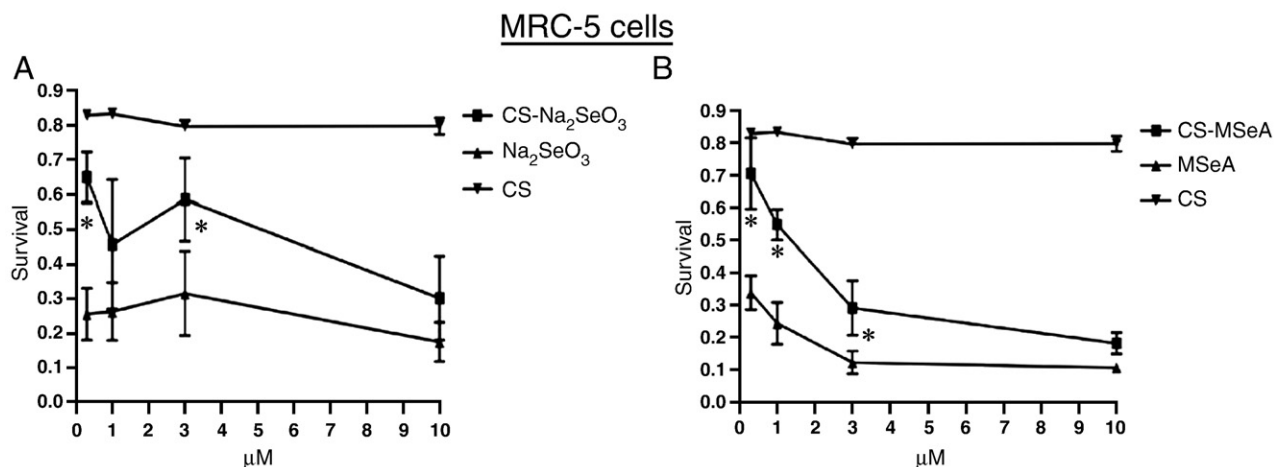 MRC-5 cells
A
0.9
0.8
0.7
0.6
0.5
0.4
0.3
0.2
0.1
0.0
Survival
*
*
0 1 2 3 4 5 6 7 8 9 10
μM
CS-Na₂SeO₃
Na₂SeO₃
CS
B
0.9
0.8
0.7
0.6
0.5
0.4
0.3
0.2
0.1
0.0
Survival
*
*
*
0 1 2 3 4 5 6 7 8 9 10
μM
CS-MSeA
MSeA
CS